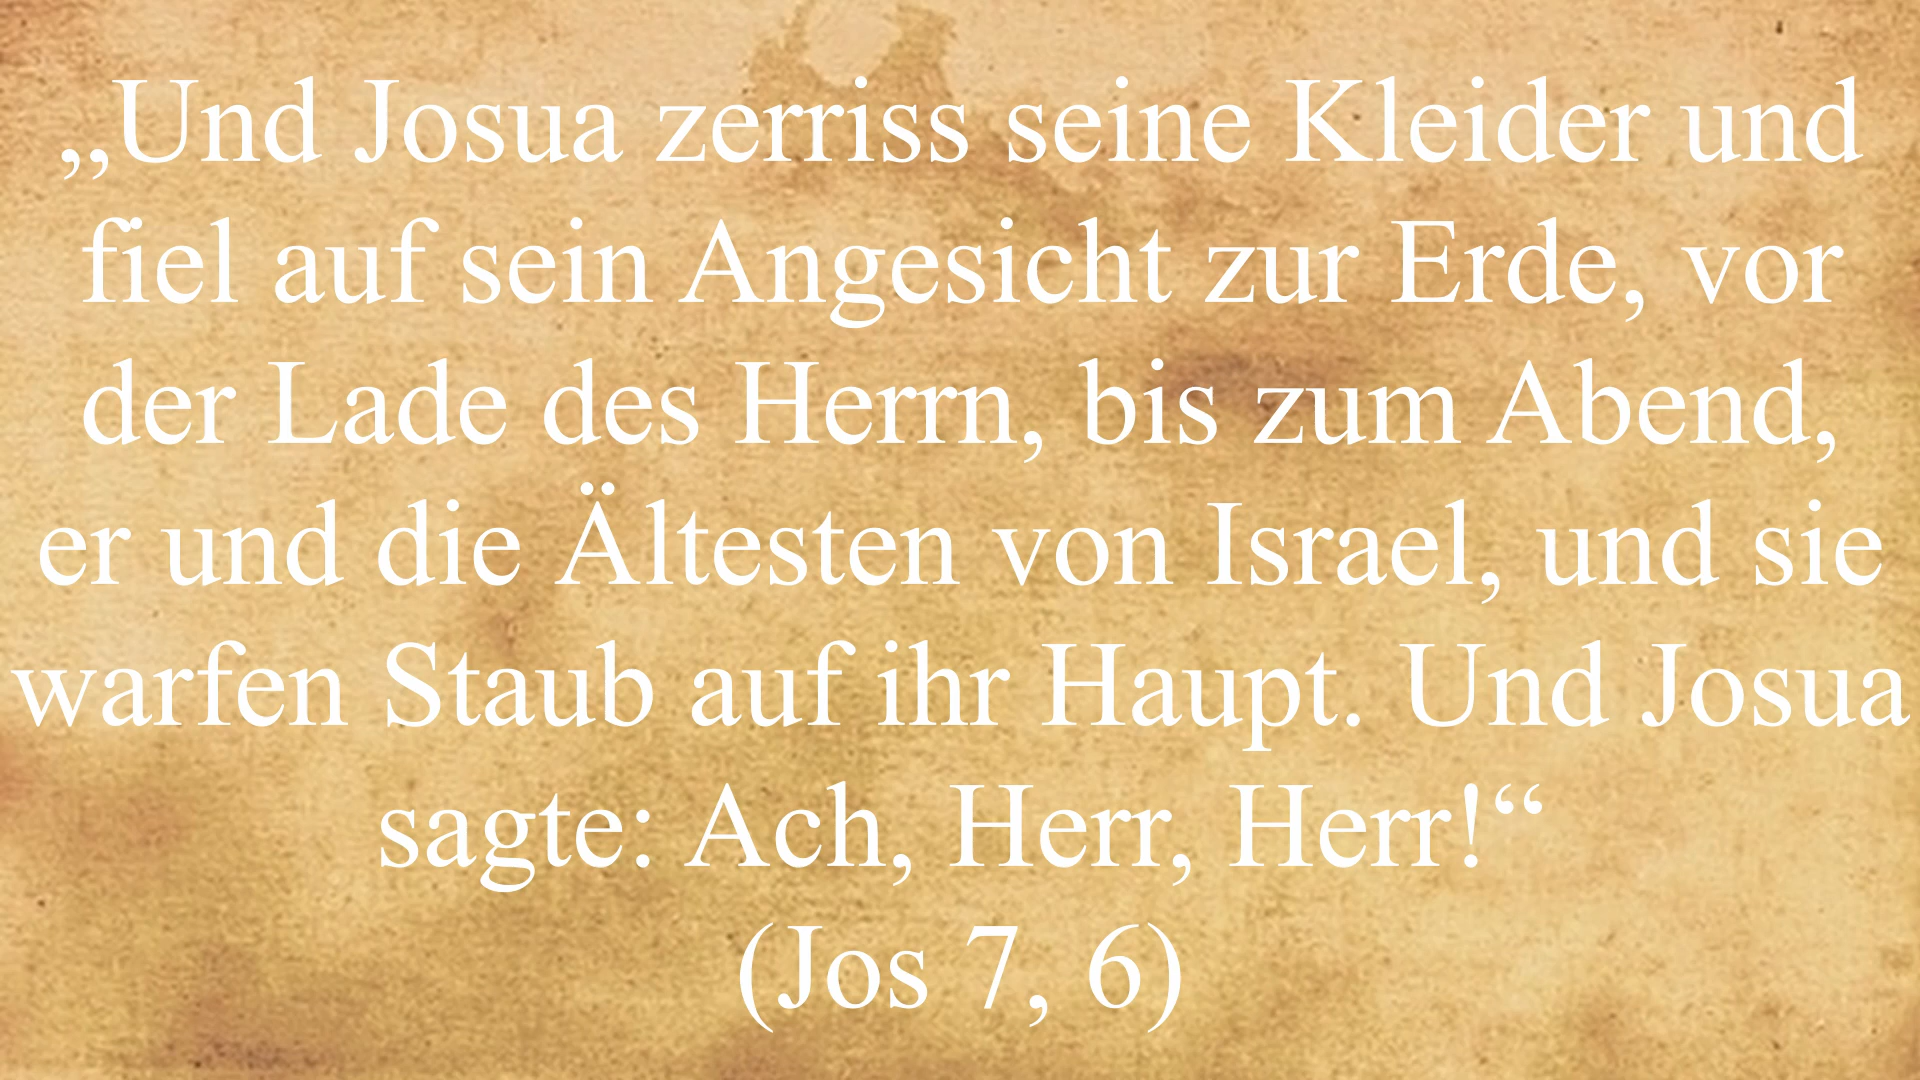 „Und Josua zerriss seine Kleider und
fiel auf sein Angesicht zur Erde, vor
der Lade des Herrn, bis zum Abend,
er und die Ältesten von Israel, und sie
warfen Staub auf ihr Haupt. Und Josua
sagte: Ach, Herr, Herr!“
(Jos 7, 6)